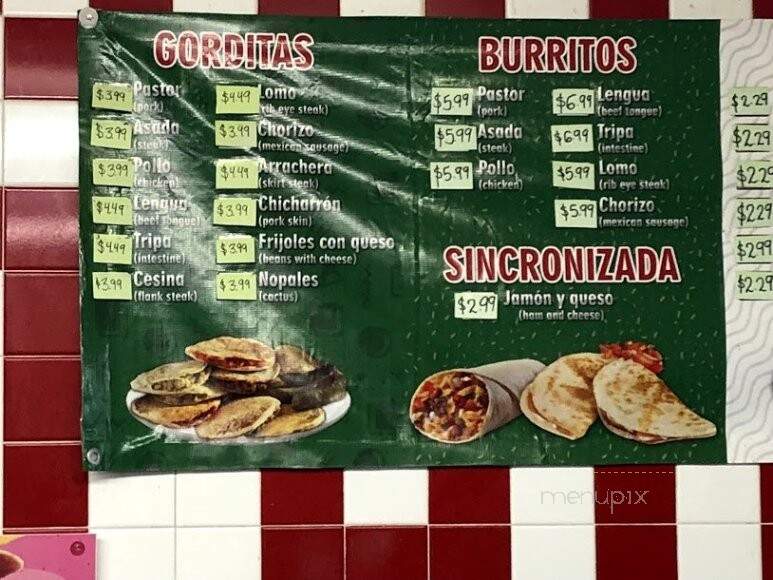 GORDITAS
$3.99 Pastor
(pork)
$3.99 Asada
(steak)
$3.99 Pollo
(chicken)
$4.49 Lengua
(beef tongue)
$4.49 Tripa
(intestine)
$3.99 Cesina
(flank steak)
$4.49 Lomo
(rib eye steak)
$3.99 Chorizo
(mexican sausage)
$4.49 Arrachera
(skirt steak)
$3.99 Chicharrón
(pork skin)
$3.99 Frijoles con queso
(beans with cheese)
$3.99 Nopales
(cactus)
BURRITOS
$5.99 Pastor
(pork)
$5.99 Asada
(steak)
$5.99 Pollo
(chicken)
$6.99 Lengua
(beef tongue)
$6.99 Tripa
(intestine)
$5.99 Lomo
(rib eye steak)
$5.99 Chorizo
(mexican sausage)
SINCRONIZADA
$2.99 Jamón y queso
(ham and cheese)
$2.29
$2.29
$2.29
$2.29
$2.99
$2.29
menupix